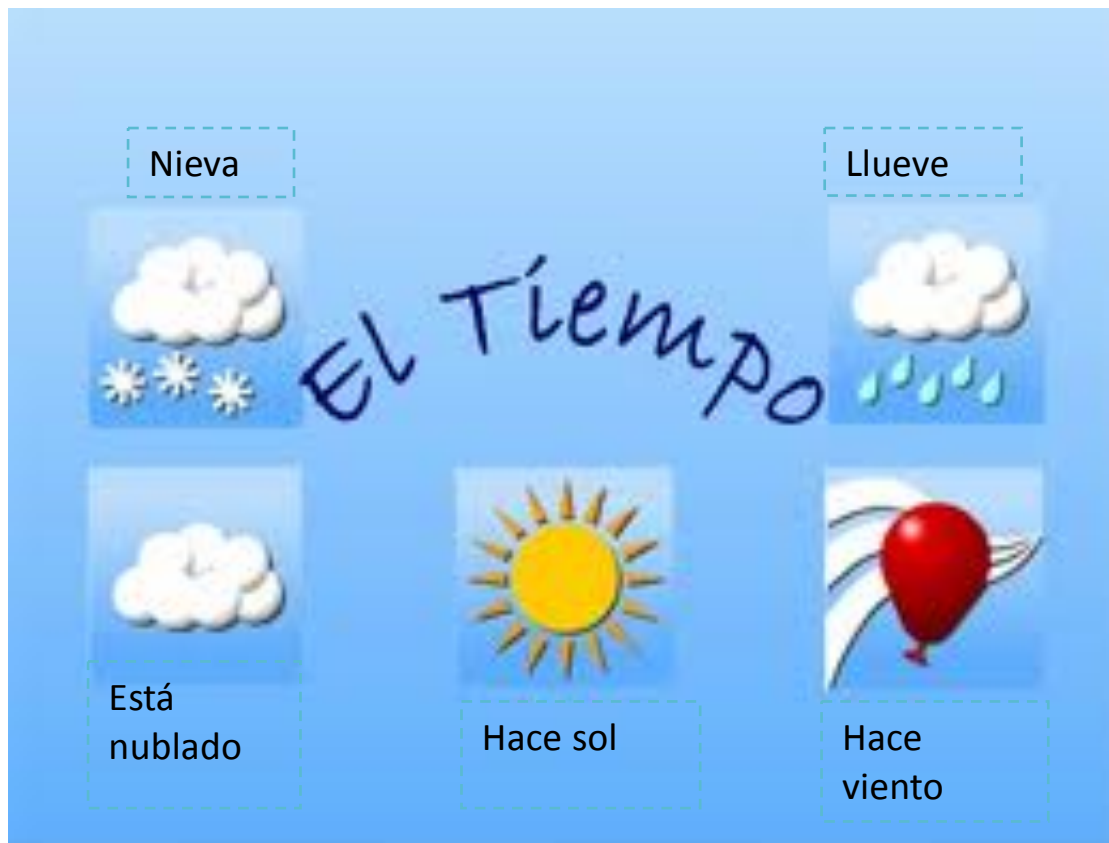 Nieva
Llueve
El Tiempo
Está
nublado
Hace sol
Hace
viento